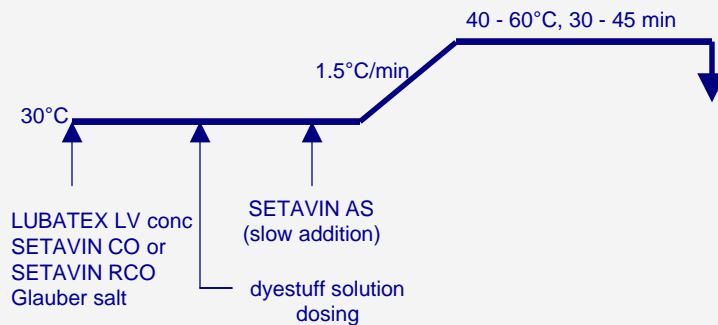 40 - 60°C, 30 - 45 min
1.5°C/min
30°C
LUBATEX LV conc
SETAVIN CO or
SETAVIN RCO
Glauber salt
SETAVIN AS
(slow addition)
dyestuff solution
dosing